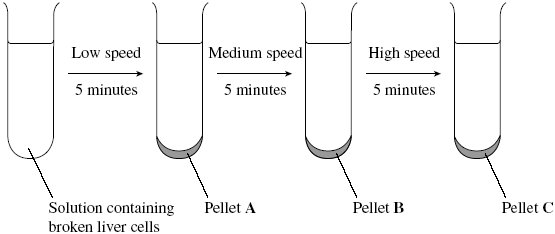 Low speed
5 minutes
Medium speed
5 minutes
High speed
5 minutes
Solution containing
broken liver cells
Pellet A
Pellet B
Pellet C